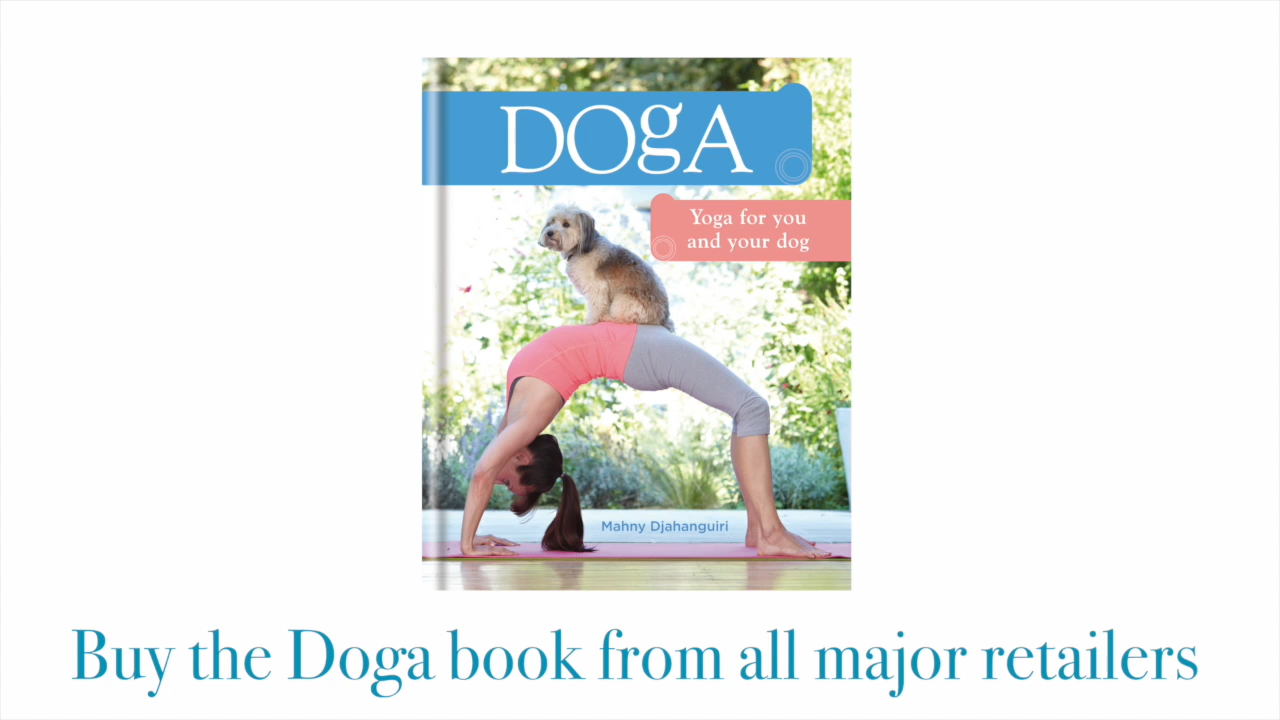 DOgA
Yoga for you
and your dog
Mahny Djahanguiri
Buy the Doga book from all major retailers